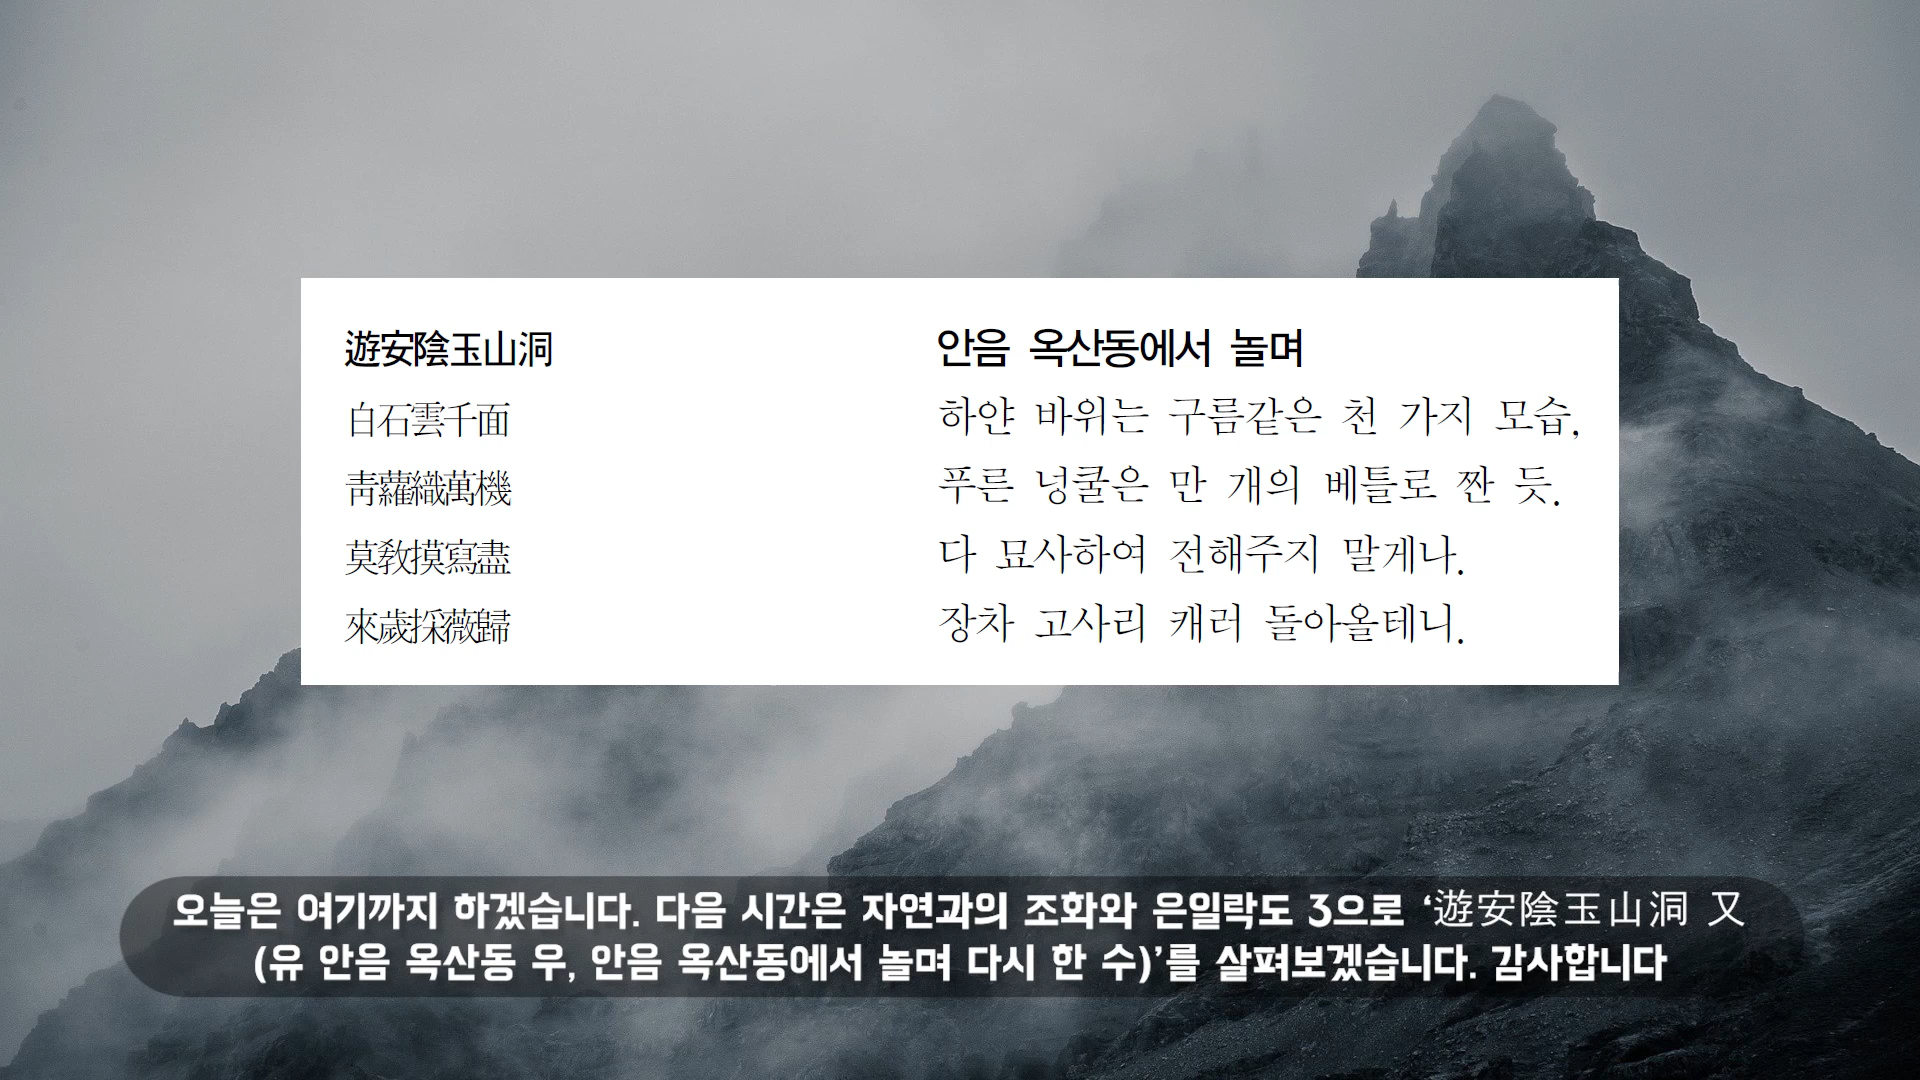 遊安陰玉山洞
白石雲千面
靑蘿織萬機
莫敎摸寫盡
來歲採薇歸
안음 옥산동에서 놀며
하얀 바위는 구름같은 천 가지 모습,
푸른 넝쿨은 만 개의 베틀로 짠 듯.
다 묘사하여 전해주지 말게나.
장차 고사리 캐러 돌아올테니.
오늘은 여기까지 하겠습니다. 다음 시간은 자연과의 조화와 은일락도 3으로 ‘遊安陰玉山洞 又
(유 안음 옥산동 우, 안음 옥산동에서 놀며 다시 한 수)’를 살펴보겠습니다. 감사합니다